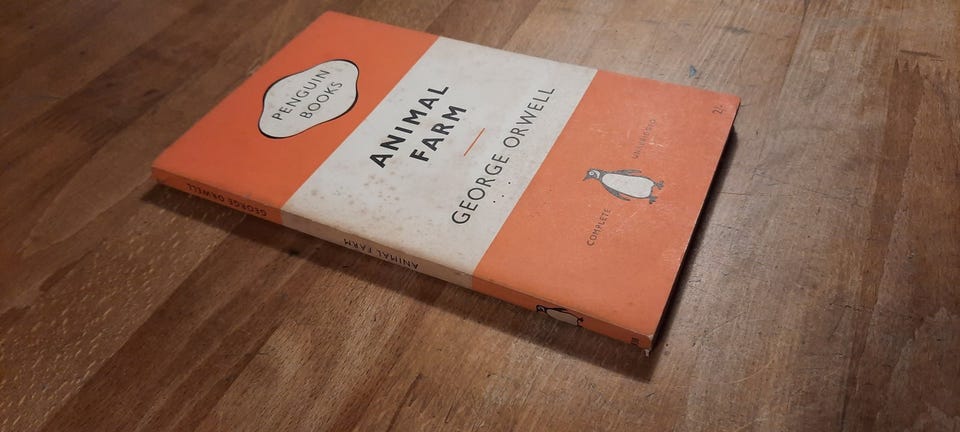 PENGUIN
BOOKS
ANIMAL
FARM
GEORGE ORWELL
COMPLETE
UNABRIDGED
2/-
GEORGE ORWELL
ANIMAL FARM